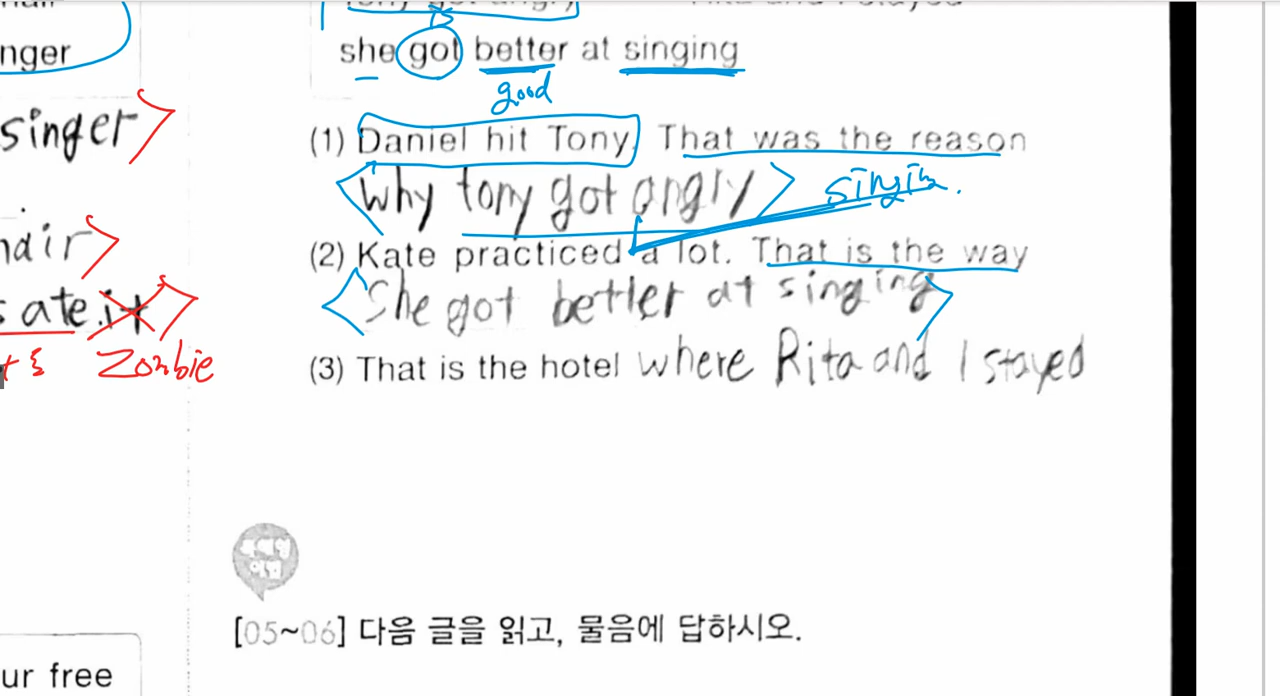 she got better at singing
nger
good
singer
(1) Daniel hit Tony. That was the reason
why tony got angry
singing.
hair
(2) Kate practiced a lot. That is the way
She got better at singing
s ate it
Zombie
(3) That is the hotel where Rita and I stayed
[05~06] 다음 글을 읽고, 물음에 답하시오.
ur free